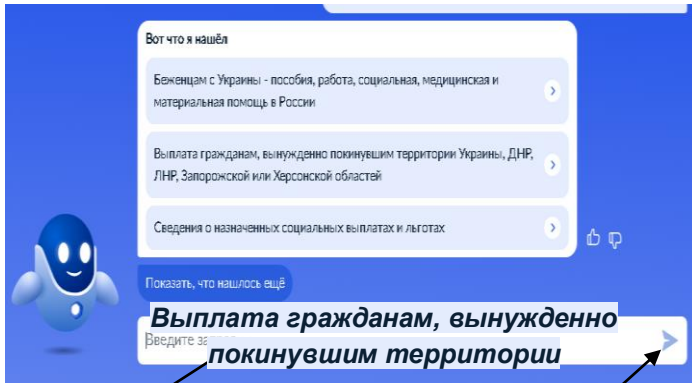 Вот что я нашёл
Беженцам с Украины - пособия, работа, социальная, медицинская и
материальная помощь в России
Выплата гражданам, вынужденно покинувшим территории Украины, ДНР,
ЛНР, Запорожской или Херсонской областей
Сведения о назначенных социальных выплатах и льготах
Показать, что нашлось ещё
Выплата гражданам, вынужденно
Введите
покинувшим территории